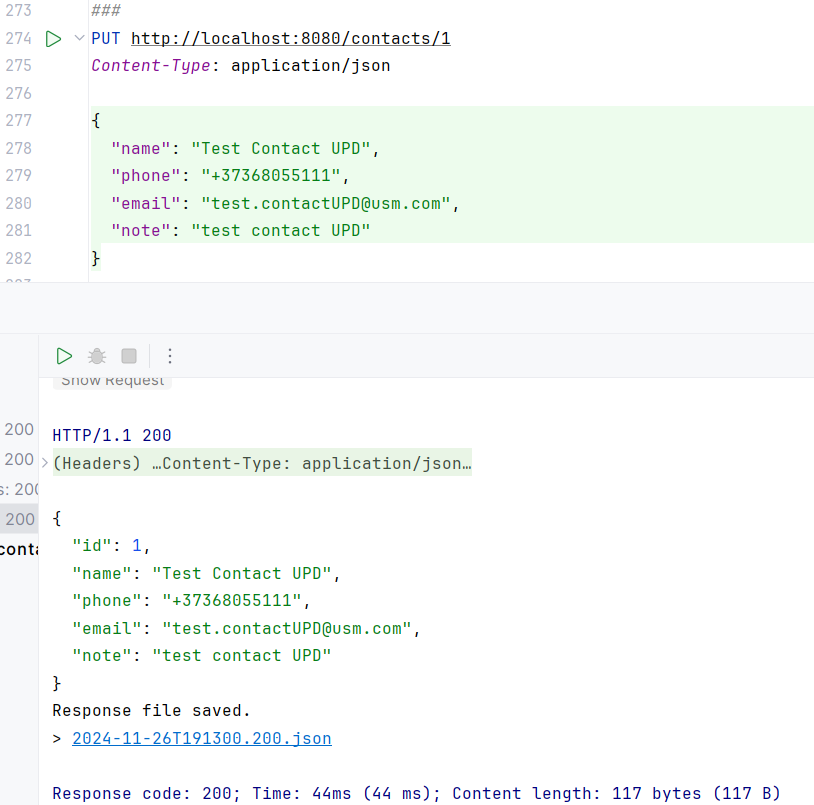 273 ###
274 PUT http://localhost:8080/contacts/1
275 Content-Type: application/json
276
277 {
278 "name": "Test Contact UPD",
279 "phone": "+37368055111",
280 "email": "test.contactUPD@usm.com",
281 "note": "test contact UPD"
282 }
Show Request
200
HTTP/1.1 200
200
(Headers) …Content-Type: application/json…
s: 200
200
{
"id": 1,
conta
"name": "Test Contact UPD",
"phone": "+37368055111",
"email": "test.contactUPD@usm.com",
"note": "test contact UPD"
}
Response file saved.
> 2024-11-26T191300.200.json
Response code: 200; Time: 44ms (44 ms); Content length: 117 bytes (117 B)